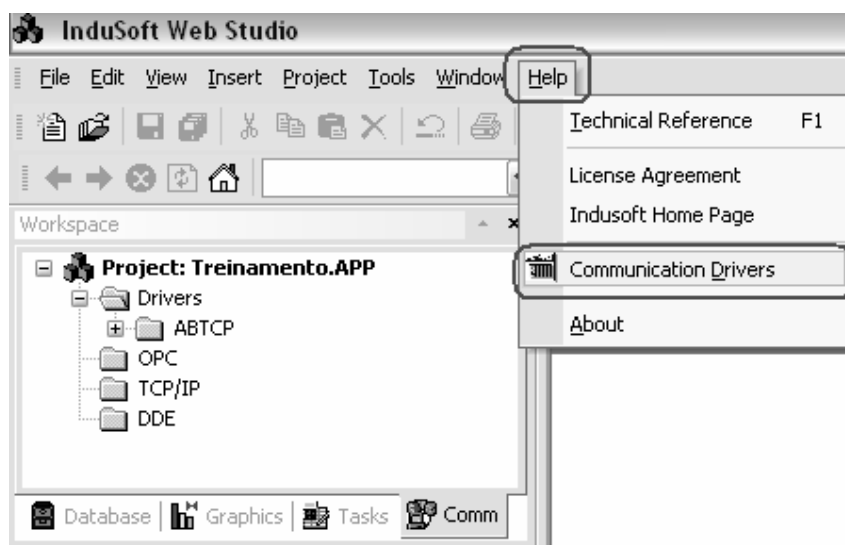 InduSoft Web Studio
File Edit View Insert Project Tools Window Help
Technical Reference F1
License Agreement
Indusoft Home Page
Communication Drivers
About
Workspace
Project: Treinamento.APP
Drivers
ABTCP
OPC
TCP/IP
DDE
Database Graphics Tasks Comm